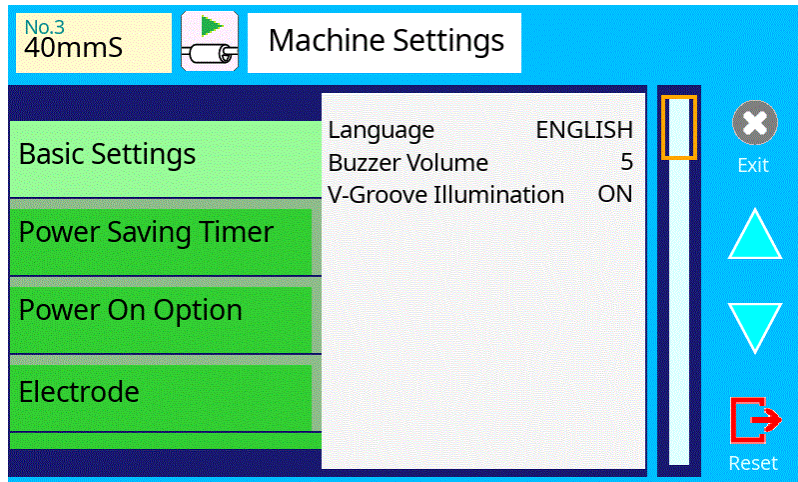 No.3
40mmS
Machine Settings
Basic Settings
Power Saving Timer
Power On Option
Electrode
Language ENGLISH
Buzzer Volume 5
V-Groove Illumination ON
Exit
Reset